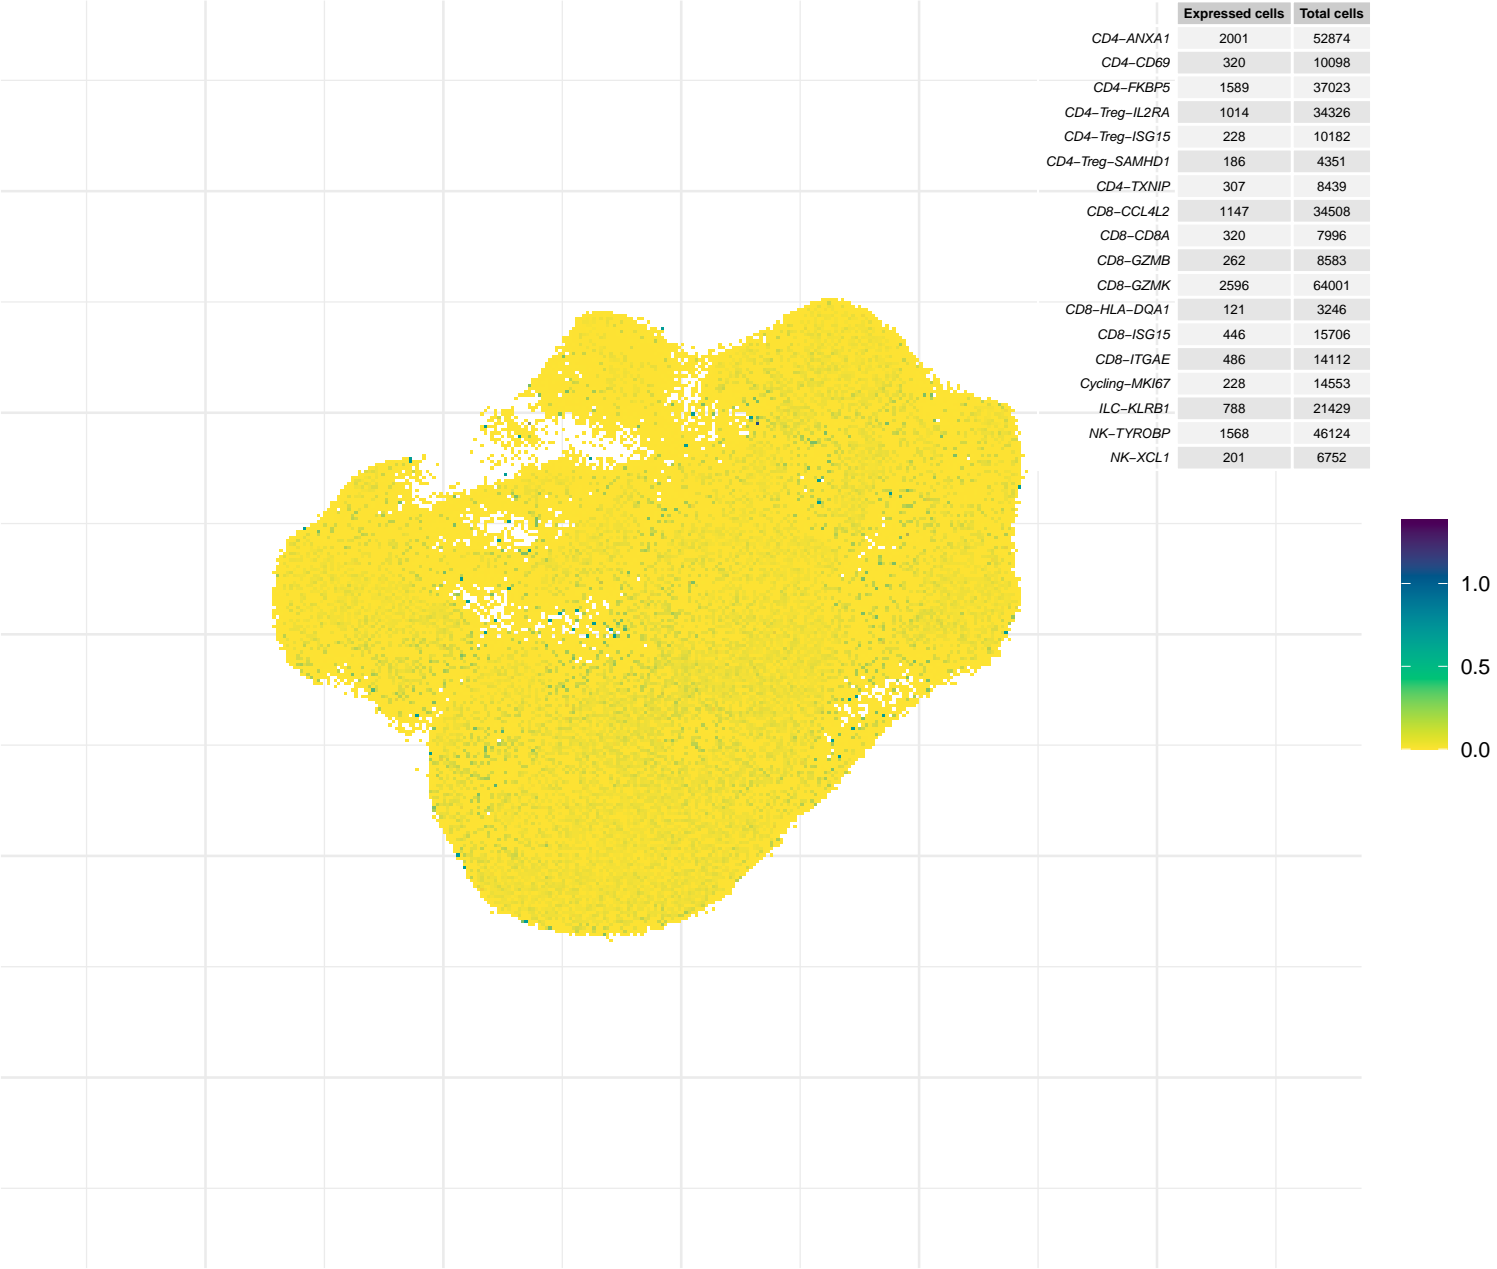 Expressed cells Total cells
CD4−ANXA1 2001 52874
CD4−CD69 320 10098
CD4−FKBP5 1589 37023
CD4−Treg−IL2RA 1014 34326
CD4−Treg−ISG15 228 10182
CD4−Treg−SAMHD1 186 4351
CD4−TXNIP 307 8439
CD8−CCL4L2 1147 34508
CD8−CD8A 320 7996
CD8−GZMB 262 8583
CD8−GZMK 2596 64001
CD8−HLA−DQA1 121 3246
CD8−ISG15 446 15706
CD8−ITGAE 486 14112
Cycling−MKI67 228 14553
ILC−KLRB1 788 21429
NK−TYROBP 1568 46124
NK−XCL1 201 6752
1.0
0.5
0.0